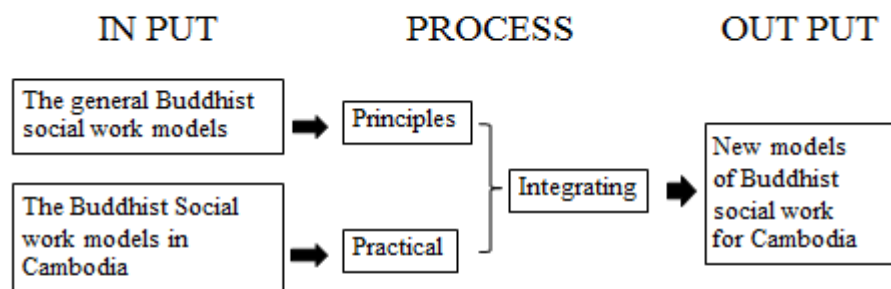 IN PUT
PROCESS
OUT PUT
The general Buddhist
social work models
Principles
The Buddhist Social
work models in
Cambodia
Practical
Integrating
New models
of Buddhist
social work
for Cambodia